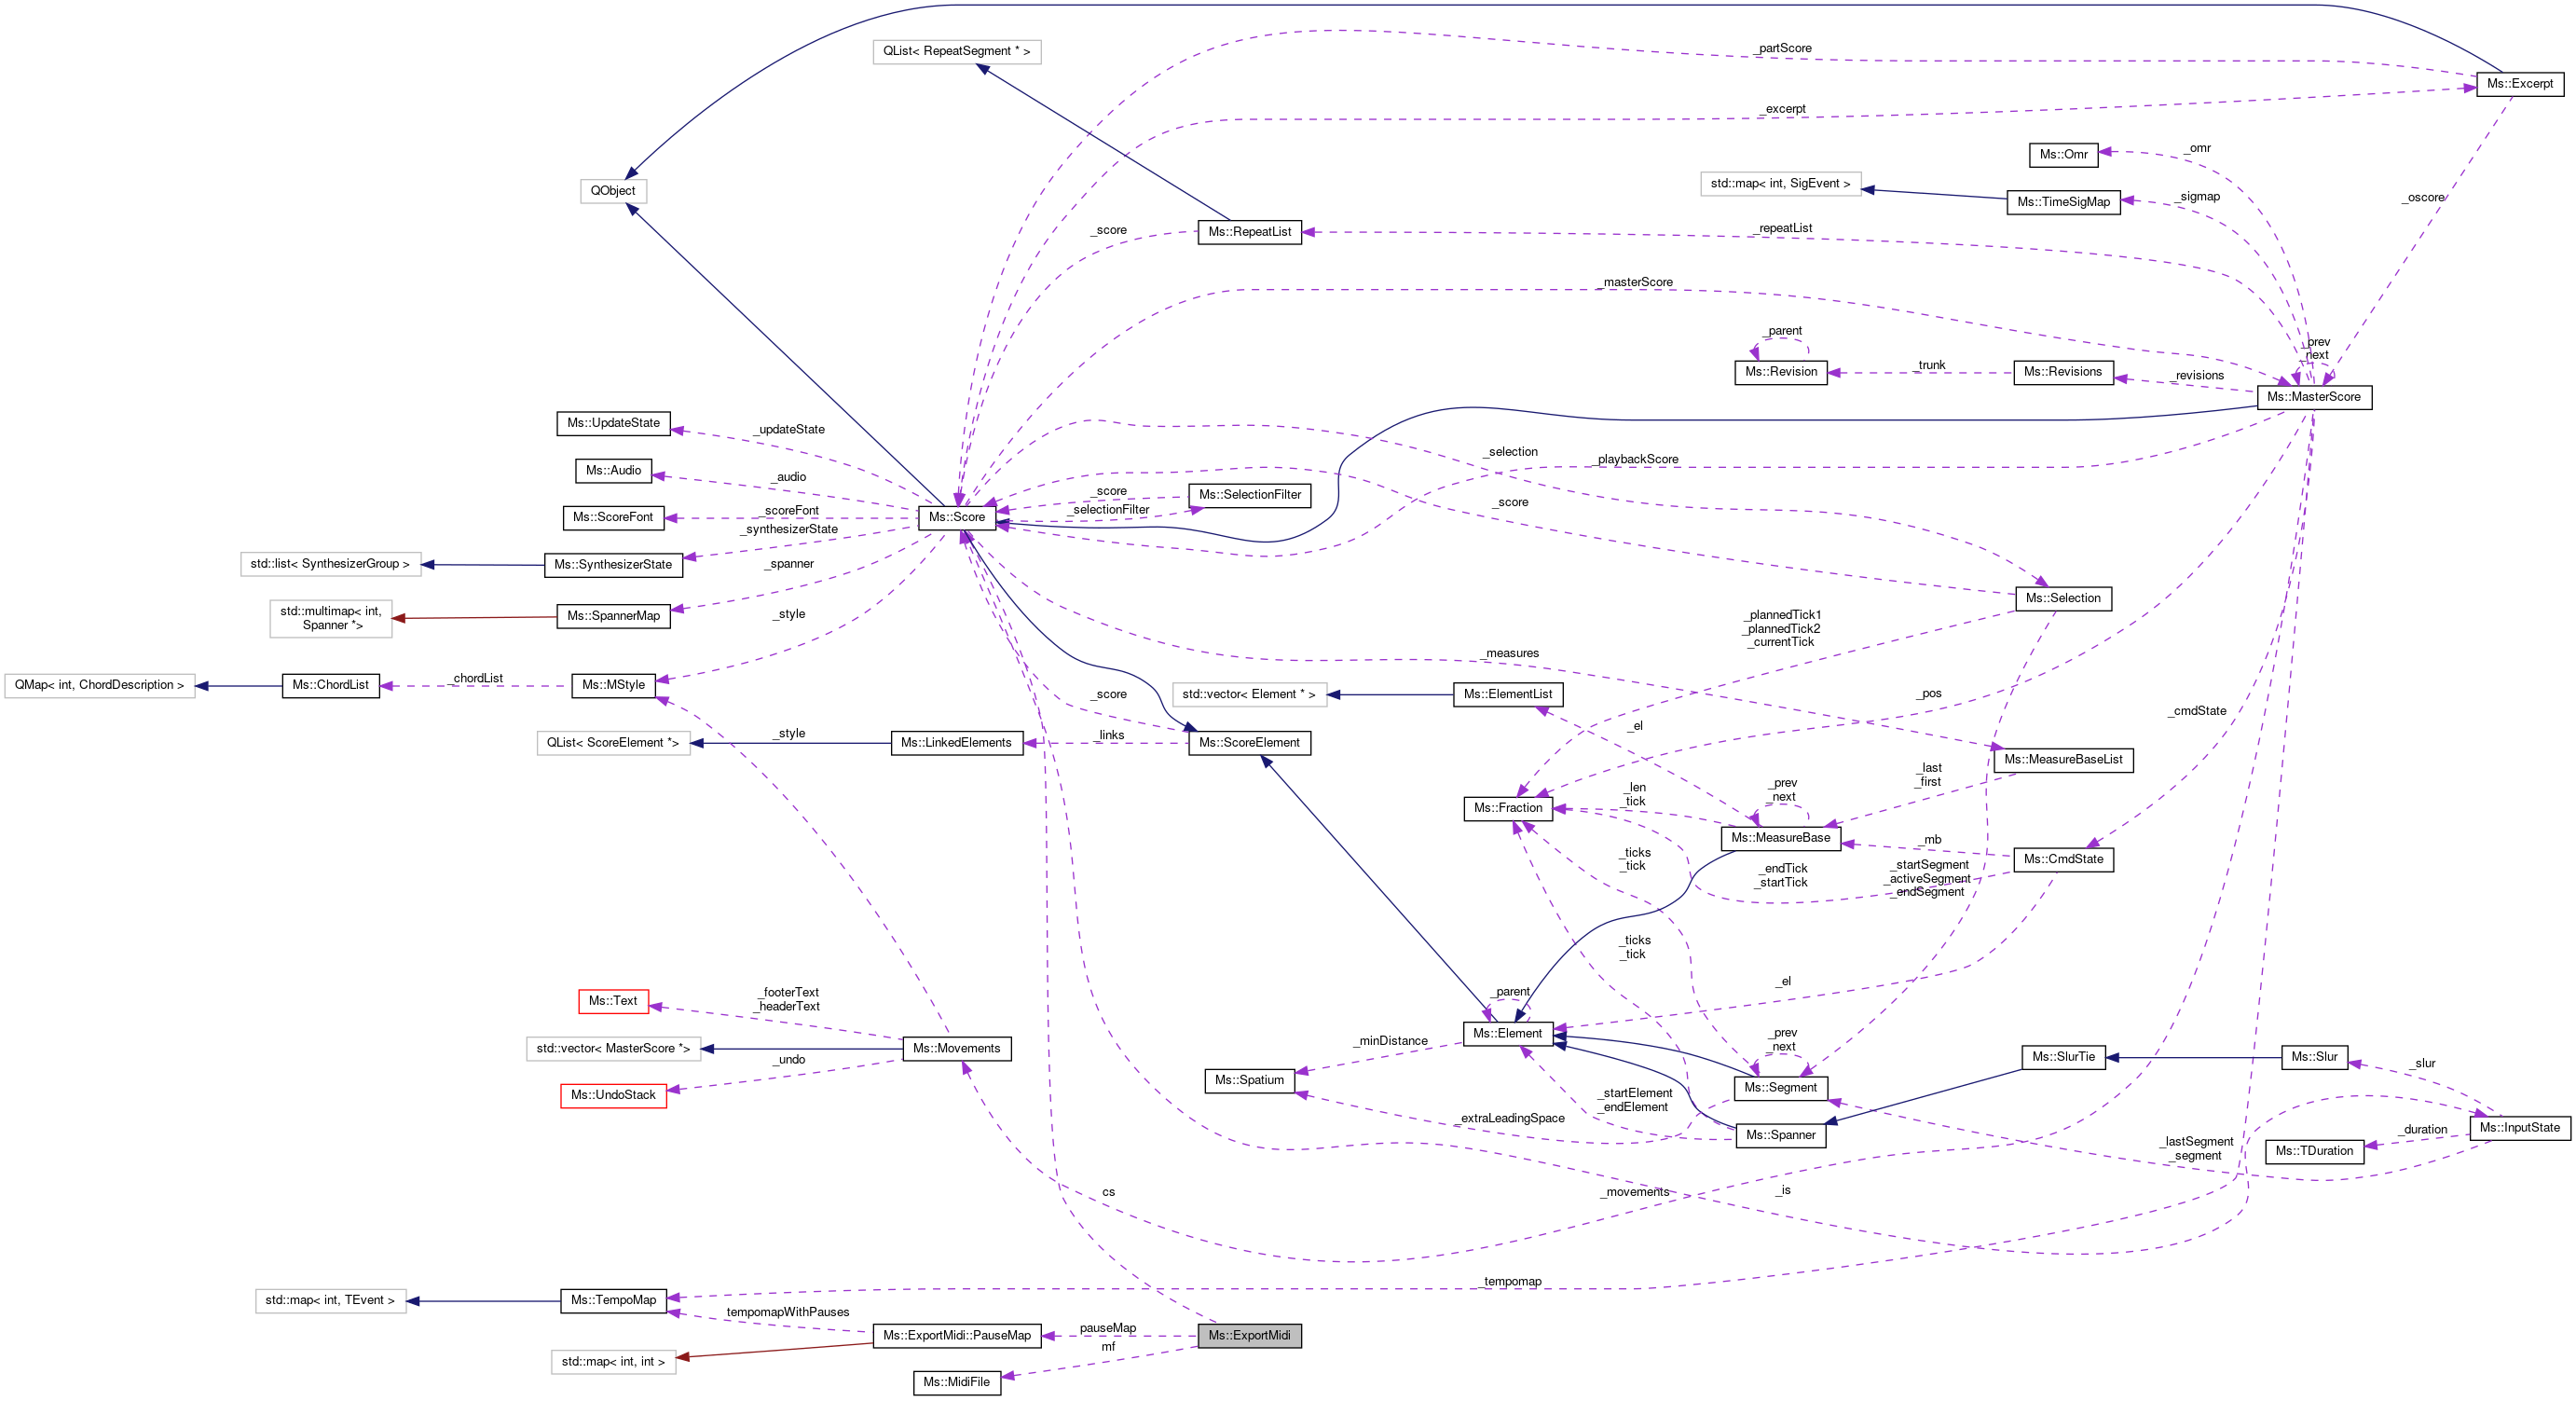 _partScore
QList< RepeatSegment * >
Ms::Excerpt
_excerpt
_omr
Ms::Omr
std::map< int, SigEvent >
QObject
_sigmap
_oscore
Ms::TimeSigMap
_score
Ms::RepeatList
_repeatList
_masterScore
_parent
_prev
_next
Ms::Revision
_trunk
Ms::Revisions
_revisions
Ms::MasterScore
Ms::UpdateState
_updateState
_selection
_playbackScore
Ms::Audio
_audio
_score
Ms::SelectionFilter
_score
Ms::ScoreFont
_scoreFont
Ms::Score
_selectionFilter
_synthesizerState
std::list< SynthesizerGroup >
Ms::SynthesizerState
_spanner
Ms::Selection
std::multimap< int,
Spanner *>
Ms::SpannerMap
_style
_plannedTick1
_plannedTick2
_currentTick
_measures
QMap< int, ChordDescription >
Ms::ChordList
_chordList
Ms::MStyle
_score
std::vector< Element * >
Ms::ElementList
_pos
_cmdState
_el
QList< ScoreElement *>
_style
Ms::LinkedElements
_links
Ms::ScoreElement
Ms::MeasureBaseList
_last
_first
_len
_tick
_prev
_next
Ms::Fraction
Ms::MeasureBase
_mb
Ms::CmdState
_ticks
_tick
_endTick
_startTick
_startSegment
_activeSegment
_endSegment
_ticks
_tick
_el
Ms::Text
_footerText
_headerText
_parent
std::vector< MasterScore *>
Ms::Movements
Ms::Element
_prev
_next
_minDistance
Ms::SlurTie
Ms::Slur
_slur
_undo
Ms::UndoStack
Ms::Spatium
Ms::Segment
_startElement
_endElement
_extraLeadingSpace
Ms::Spanner
Ms::InputState
_duration
Ms::TDuration
_lastSegment
_segment
cs
_movements
_is
_tempomap
std::map< int, TEvent >
Ms::TempoMap
tempomapWithPauses
Ms::ExportMidi::PauseMap
pauseMap
Ms::ExportMidi
mf
std::map< int, int >
Ms::MidiFile